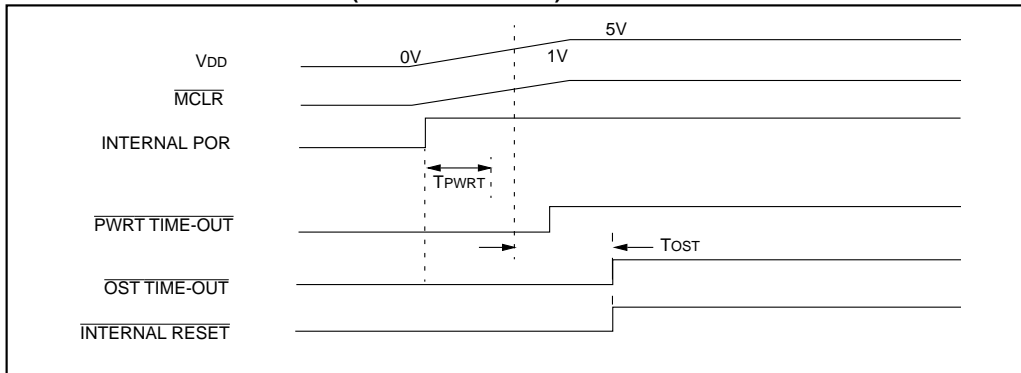 5V
0V
1V
VDD
MCLR
INTERNAL POR
TPWRT
PWRT TIME-OUT
TOST
OST TIME-OUT
INTERNAL RESET